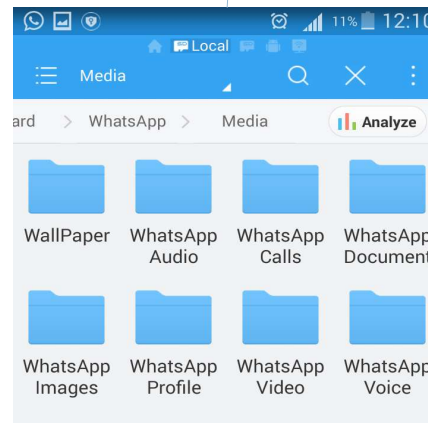 11% 12:10
Local
Media
ard > WhatsApp > Media Analyze
WallPaper WhatsApp Audio WhatsApp Calls WhatsApp Document
WhatsApp Images WhatsApp Profile WhatsApp Video WhatsApp Voice